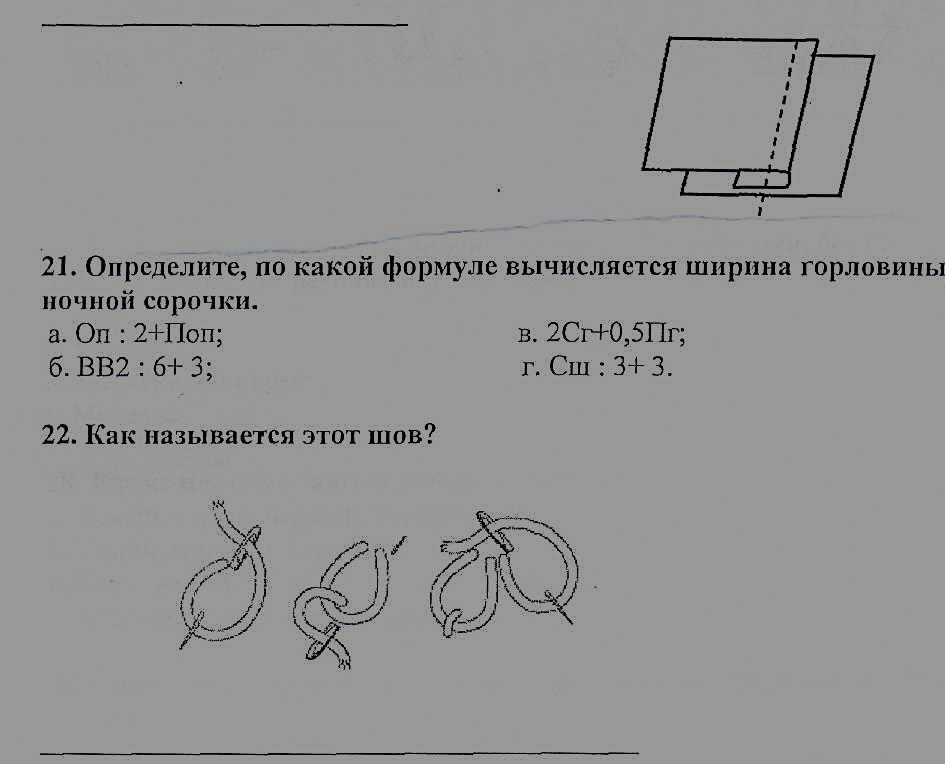 21. Определите, по какой формуле вычисляется ширина горловины
ночной сорочки.
а. Оп : 2+Поп; в. 2Сг+0,5Пг;
б. ВВ2 : 6+ 3; г. Сш : 3+ 3.
22. Как называется этот шов?